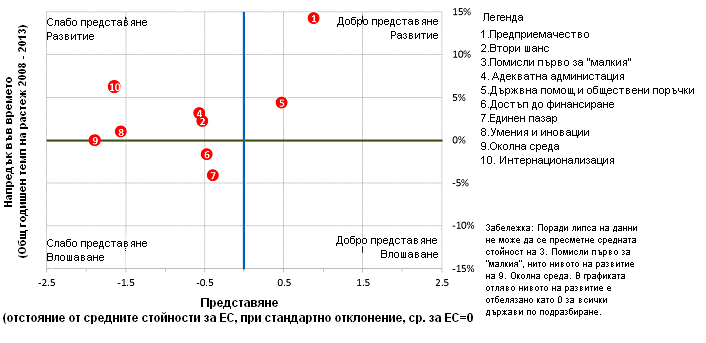 Слабо представяне
Развитие
Добро представяне
Развитие
Слабо представяне
Влошаване
Добро представяне
Влошаване
15%
10%
5%
0%
-5%
-10%
15%
-2.5
-1.5
-0.5
0.5
1.5
2.5
1
10
5
4
2
8
9
6
7
Напредък във времето
(Общ годишен темп на растеж 2008 - 2013)
Представяне
(отстояние от средните стойности за ЕС, при стандартно отклонение, ср. за ЕС=0
Легенда
1.Предприемачество
2.Втори шанс
3.Помисли първо за "малкия"
4. Адекватна администация
5.Държвна помощ и обществени поръчки
6.Достъп до финансиране
7.Единен пазар
8.Умения и иновации
9.Околна среда
10. Интернационализация
Забележка: Поради липса на данни
не може да се пресметне средната
стойност на 3. Помисли първо за
"малкия", нито нивото на развитие
на 9. Околна среда. В графиката
отляво нивото на развитие е
отбелязано като 0 за всички
държави по подразбиране.